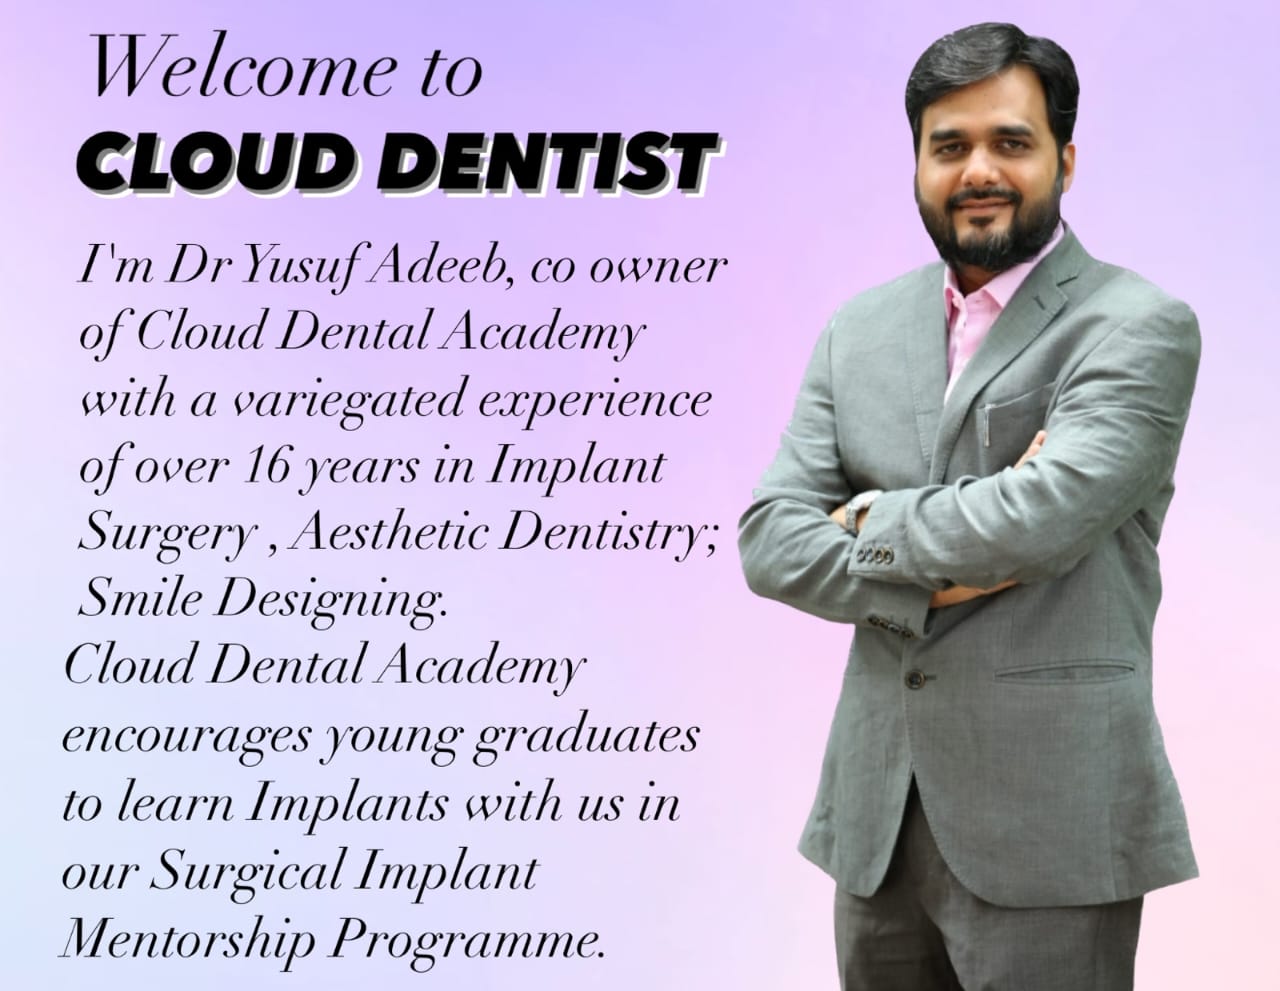 Welcome to
CLOUD DENTIST
I'm Dr Yusuf Adeeb, co owner
of Cloud Dental Academy
with a variegated experience
of over 16 years in Implant
Surgery , Aesthetic Dentistry;
Smile Designing.
Cloud Dental Academy
encourages young graduates
to learn Implants with us in
our Surgical Implant
Mentorship Programme.